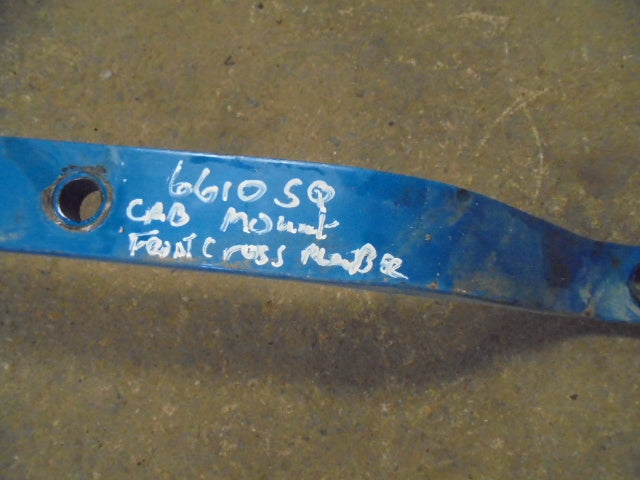 6610 SQ
CAB MOUNT
FRONT CROSS MEMBER